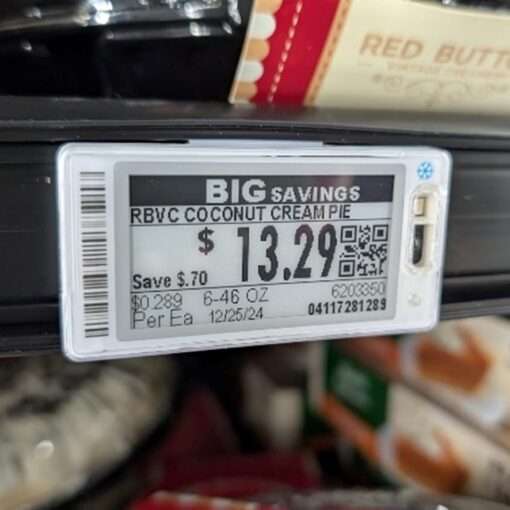 RED BUTT
BIG SAVINGS
RBVC COCONUT CREAM PIE
$ 13.29
Save $.70
$0.289 6-46 OZ 6203350
Per Ea 12/25/24 04117281289